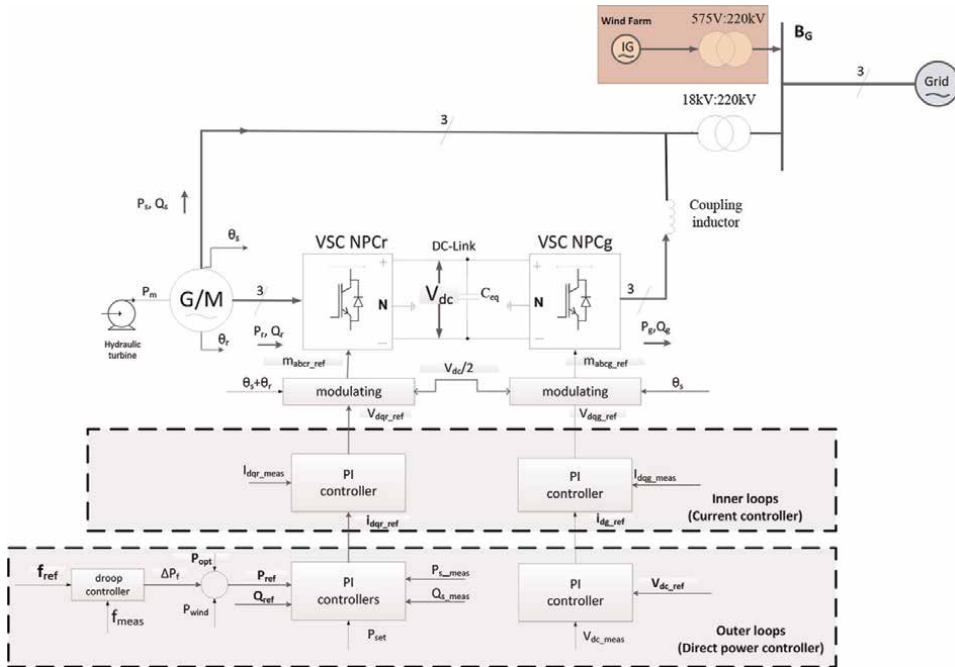 Wind Farm
575V:220kV
IG
B_G
3
Grid
18kV:220kV
3
P_s, Q_s
Coupling
inductor
θ_s
VSC NPCr
DC-Link
VSC NPCg
P_m
G/M
3
+
N
V_dc
C_eq
+
N
3
Hydraulic
turbine
θ_r
P_r, Q_r
P_g, Q_g
m_abcr_ref
m_abcg_ref
θ_s+θ_r
modulating
V_dc/2
modulating
θ_s
V_dqr_ref
V_dqg_ref
I_dqr_meas
PI
controller
PI
controller
I_dqg_meas
Inner loops
(Current controller)
i_dqr_ref
i_dg_ref
P_opt
f_ref
droop
controller
ΔP_f
P_ref
Q_ref
PI
controllers
P_s_meas
Q_s_meas
PI
controller
V_dc_ref
f_meas
P_wind
P_set
V_dc_meas
Outer loops
(Direct power controller)